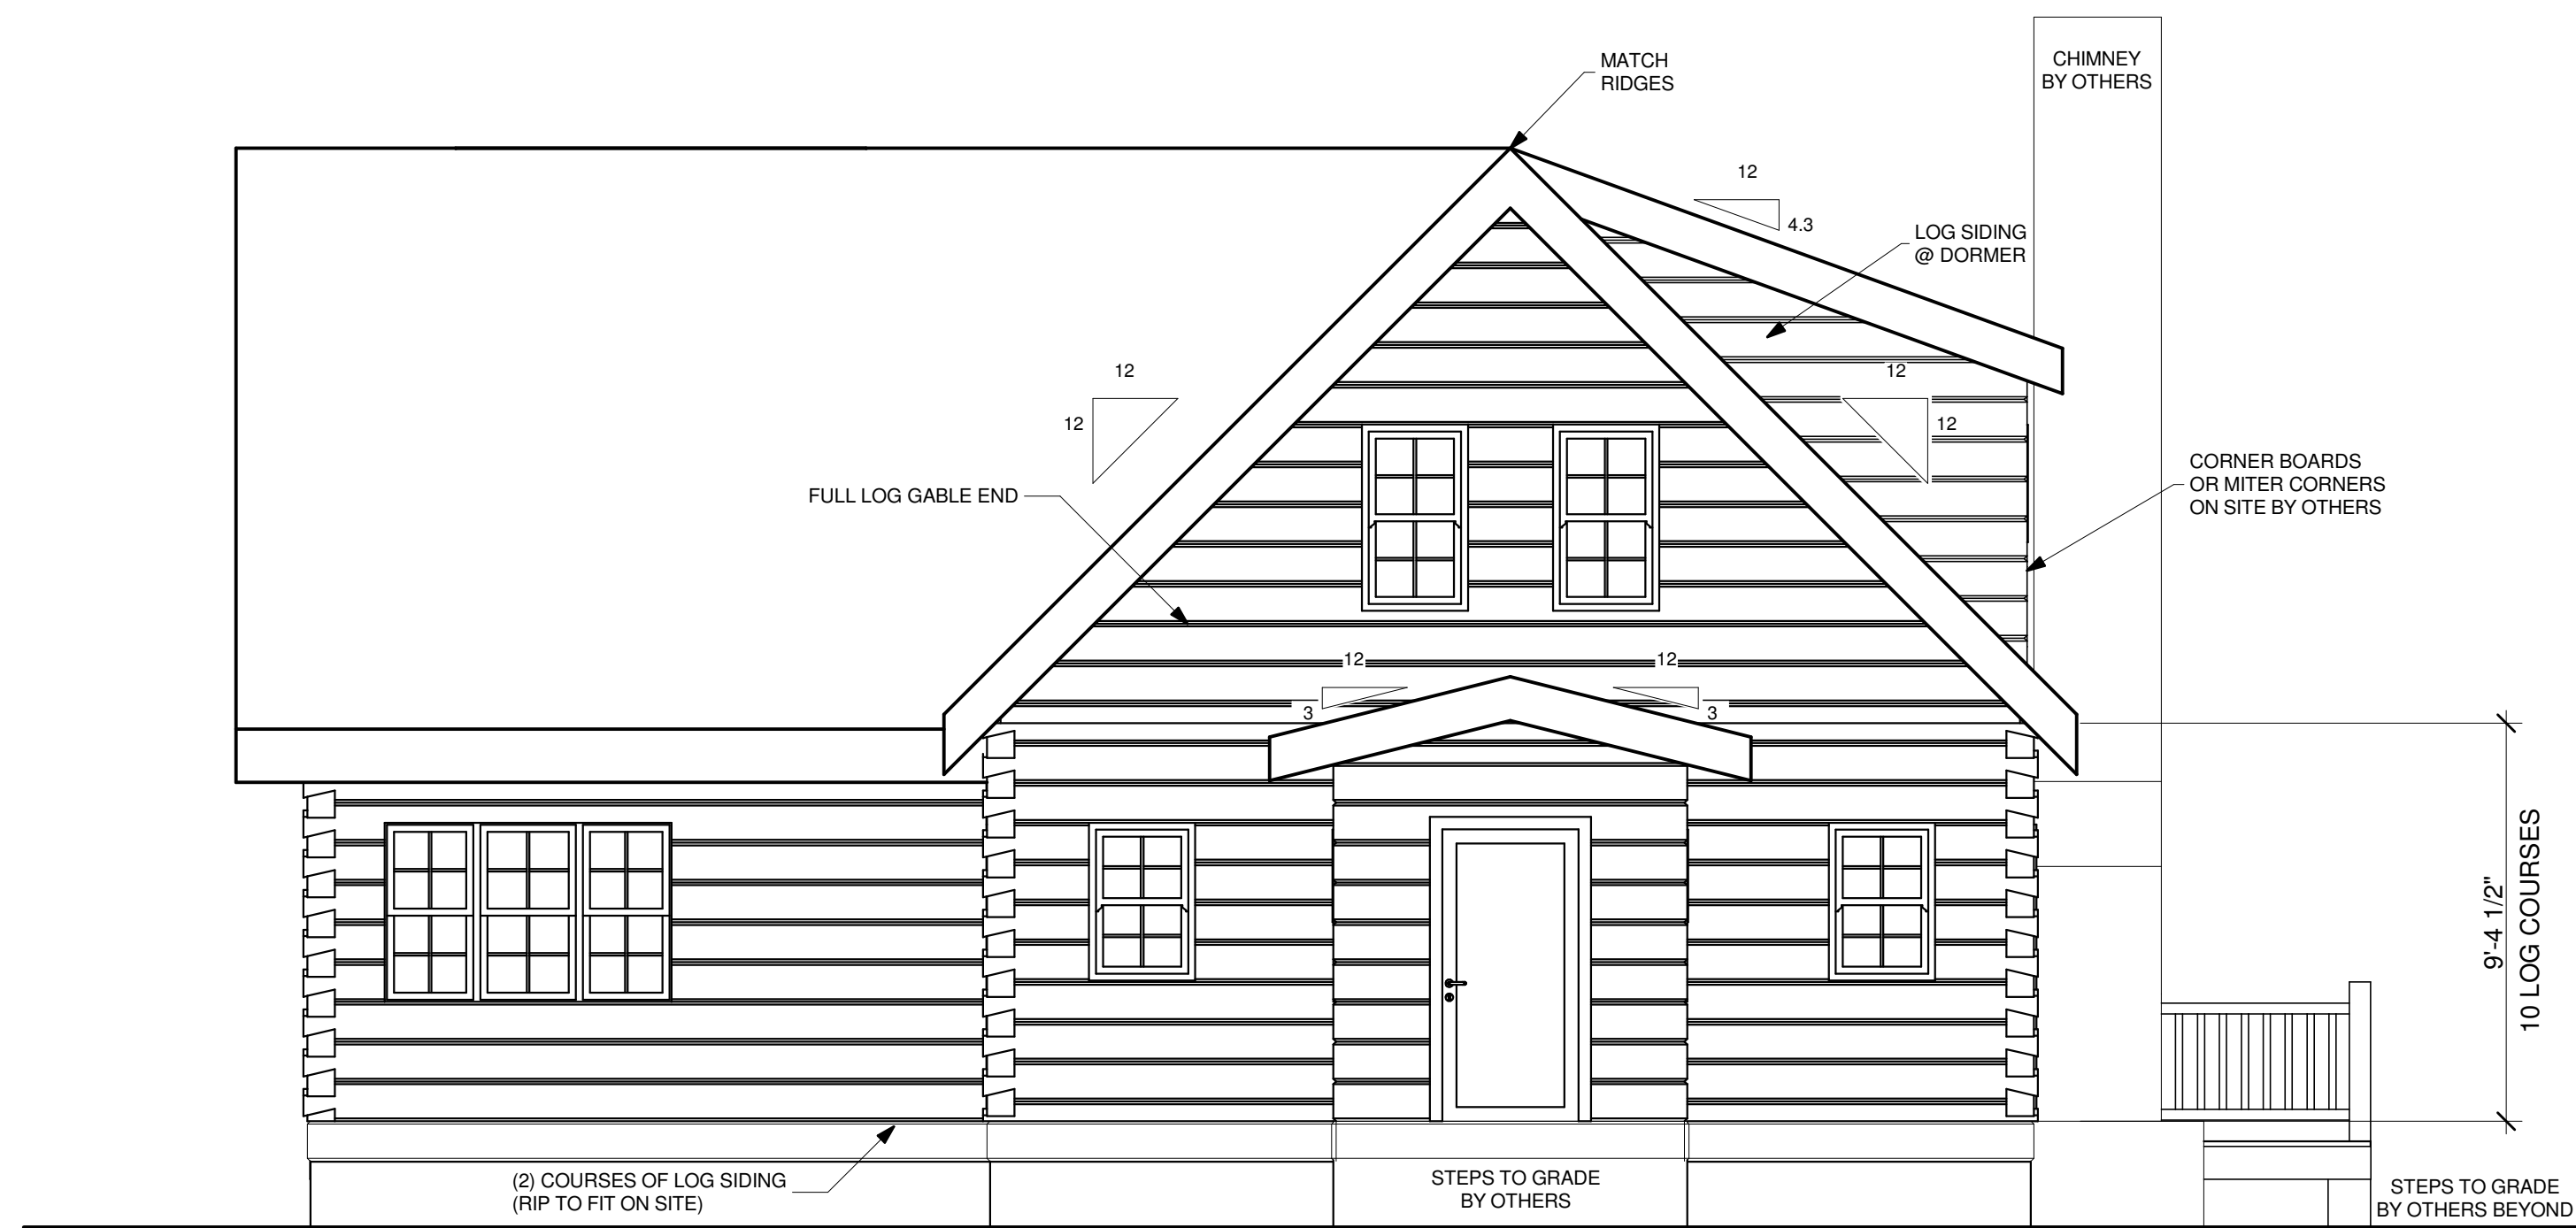 MATCH
RIDGES
CHIMNEY
BY OTHERS
12
4.3
LOG SIDING
@ DORMER
12
12
12
12
CORNER BOARDS
OR MITER CORNERS
ON SITE BY OTHERS
FULL LOG GABLE END
12
12
3
3
9'-4 1/2"
10 LOG COURSES
(2) COURSES OF LOG SIDING
(RIP TO FIT ON SITE)
STEPS TO GRADE
BY OTHERS
STEPS TO GRADE
BY OTHERS BEYOND